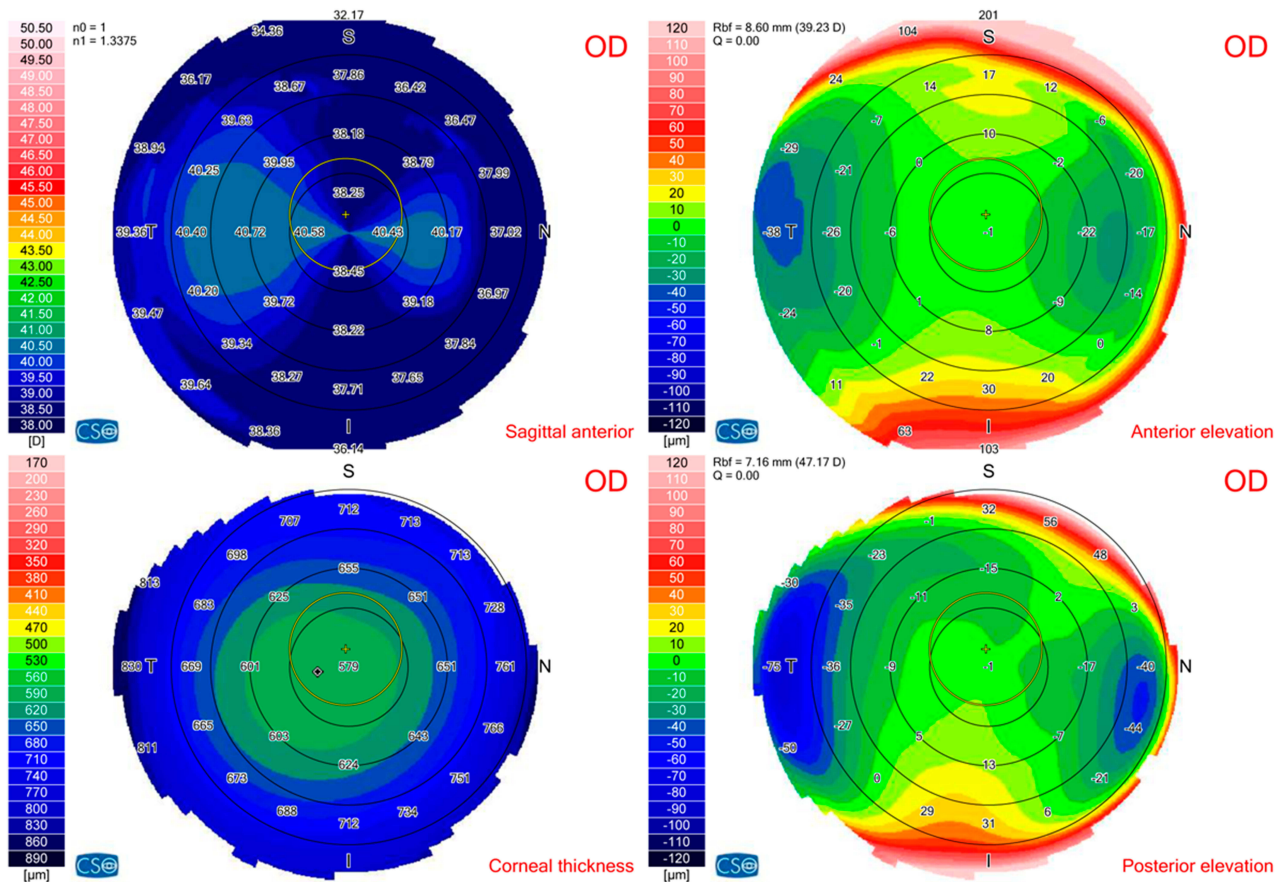 50.50
50.00
49.50
49.00
48.50
48.00
47.50
47.00
46.50
46.00
45.50
45.00
44.50
44.00
43.50
43.00
42.50
42.00
41.50
41.00
40.50
40.00
39.50
39.00
38.50
38.00
[D]
n0 = 1
n1 = 1.3375
OD
32.17
34.36 S
36.17 38.67 37.86 36.42
39.63 36.47
38.94 40.25 39.95 38.18 38.79 37.99
38.25
39.36 T 40.40 40.72 40.58 40.43 40.17 37.02 N
38.45
40.20 39.72 39.18 36.97
39.47 39.34 38.22 37.84
38.27 37.71 37.65
39.64
38.36 I
36.14
CSO
Sagittal anterior
120
110
100
90
80
70
60
50
40
30
20
10
0
-10
-20
-30
-40
-50
-60
-70
-80
-90
-100
-110
-120
[µm]
Rbf = 8.60 mm (39.23 D)
Q = 0.00
OD
201
104 S
24 14 17 12
-7 -6
-29 -21 0 10 -2 -20
-38 T -26 -6 -1 -22 -17 N
-20 1 -9 -14
-24 -1 8 0
11 22 30 20
63 I
103
CSO
Anterior elevation
170
200
230
260
290
320
350
380
410
440
470
500
530
560
590
620
650
680
710
740
770
800
830
860
890
[µm]
OD
S
707 712 713
698 713
813 683 625 655 651 728
830 T 669 601 579 651 761 N
665 603 643 766
811 673 624 751
688 712 734
I
CSO
Corneal thickness
120
110
100
90
80
70
60
50
40
30
20
10
0
-10
-20
-30
-40
-50
-60
-70
-80
-90
-100
-110
-120
[µm]
Rbf = 7.16 mm (47.17 D)
Q = 0.00
OD
S
-1 32 56
-23 48
-30 -35 -11 -15 2 3
-75 T -36 -9 -1 -17 -40 N
-27 5 -7 -44
-50 0 13 -21
29 31 6
I
CSO
Posterior elevation